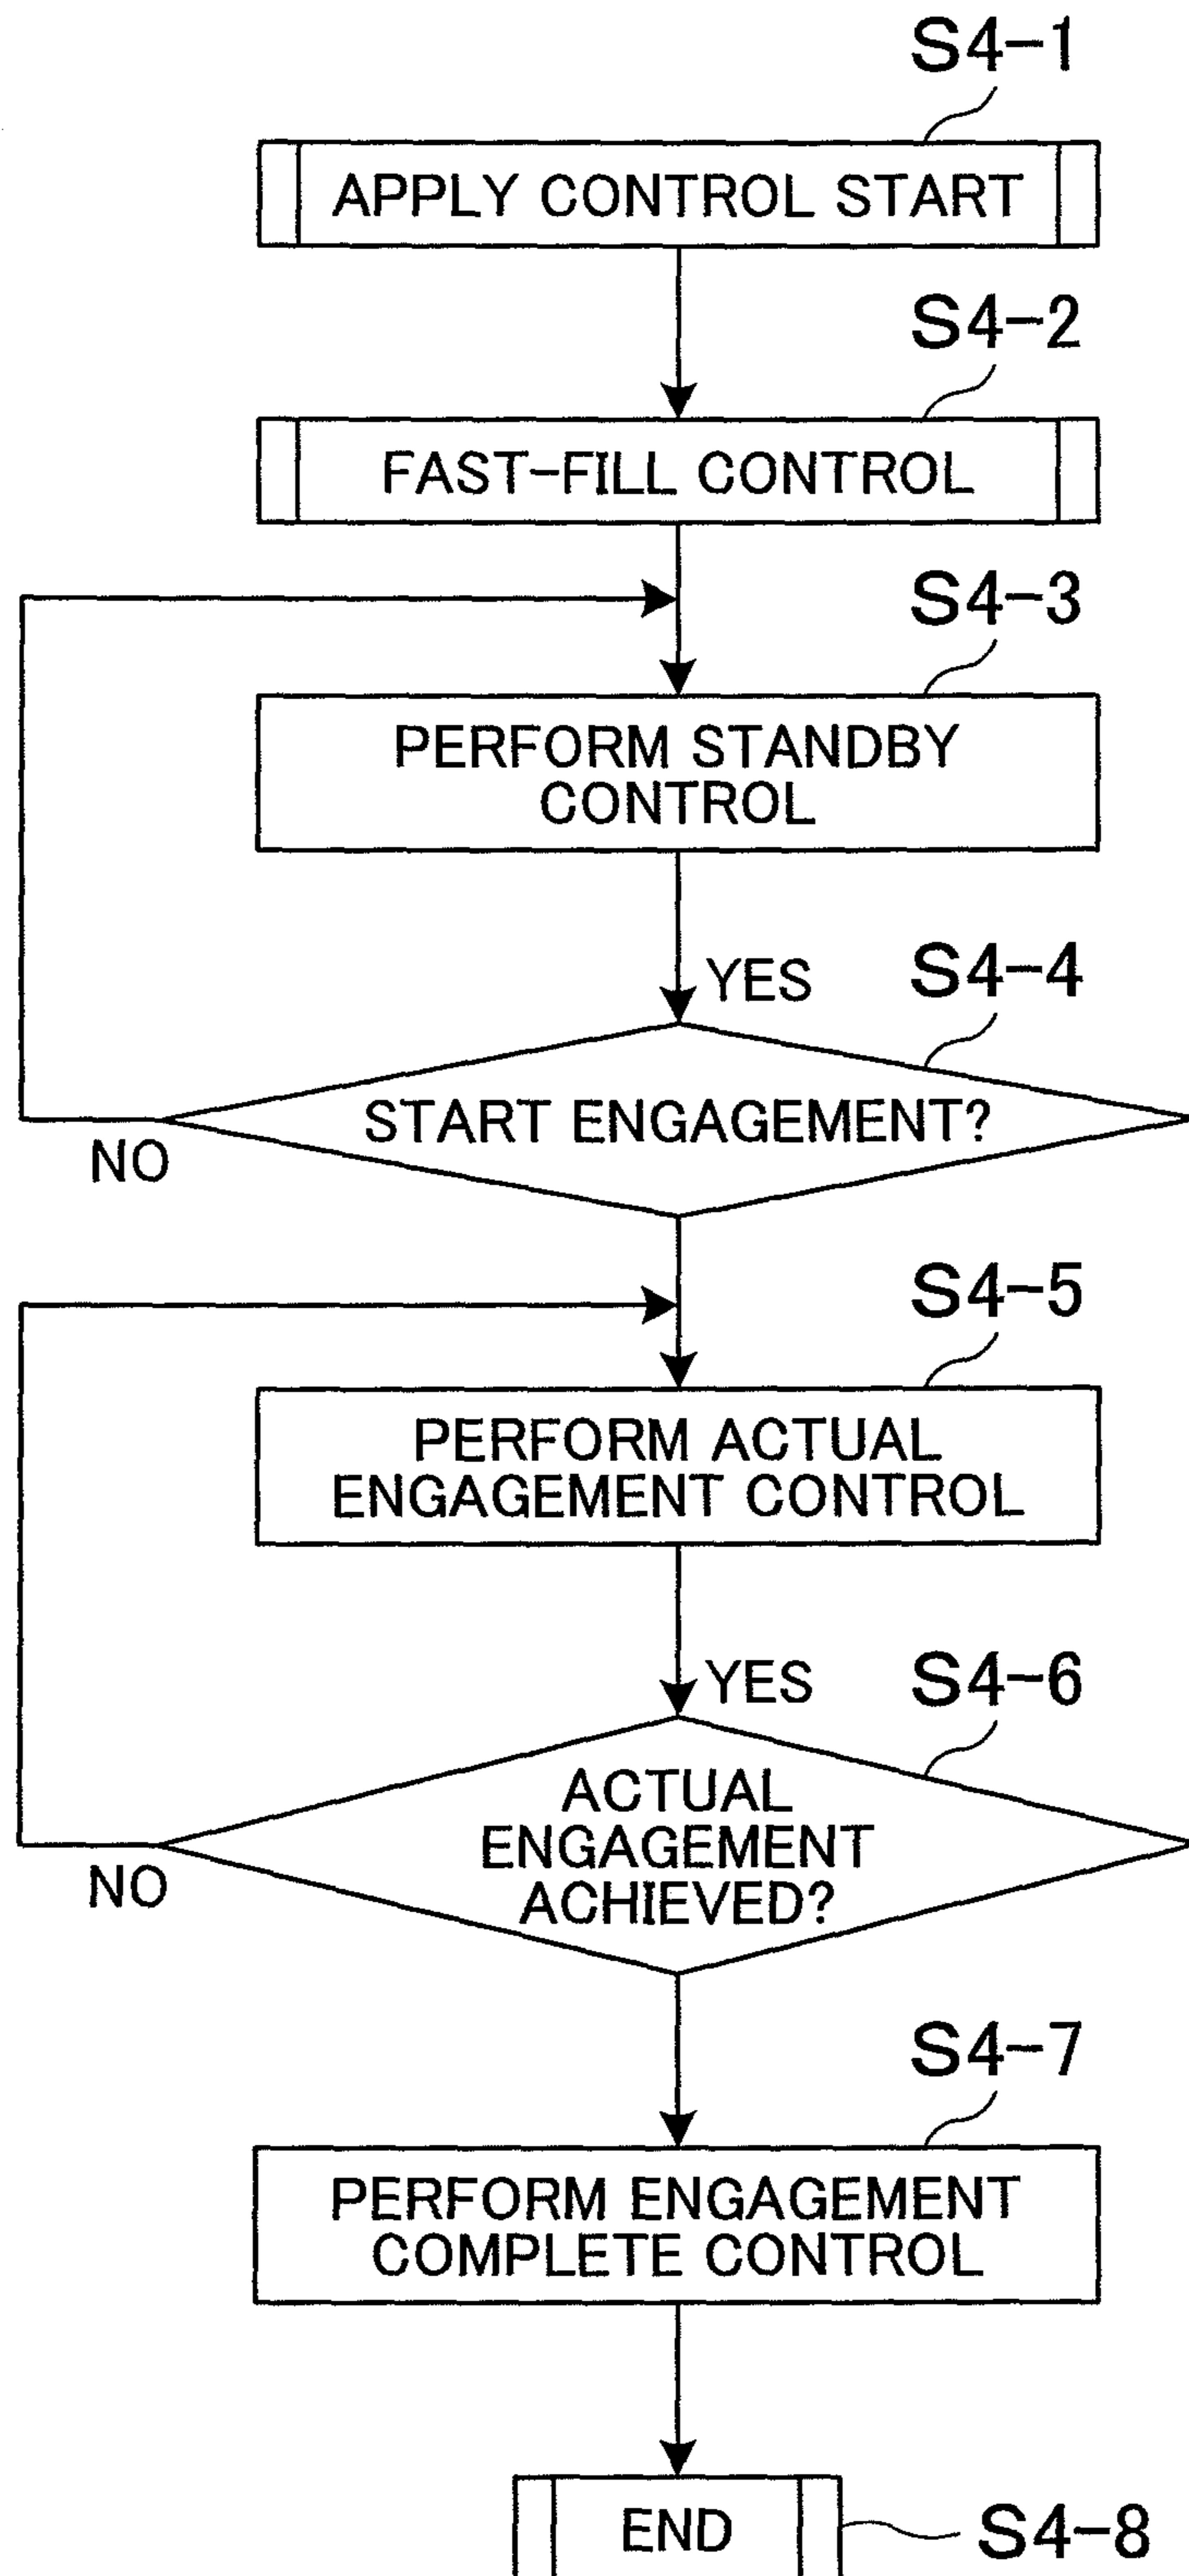 S4-1
APPLY CONTROL START
S4-2
FAST-FILL CONTROL
S4-3
PERFORM STANDBY
CONTROL
YES
S4-4
START ENGAGEMENT?
NO
S4-5
PERFORM ACTUAL
ENGAGEMENT CONTROL
YES
S4-6
ACTUAL
ENGAGEMENT
ACHIEVED?
NO
S4-7
PERFORM ENGAGEMENT
COMPLETE CONTROL
END
S4-8